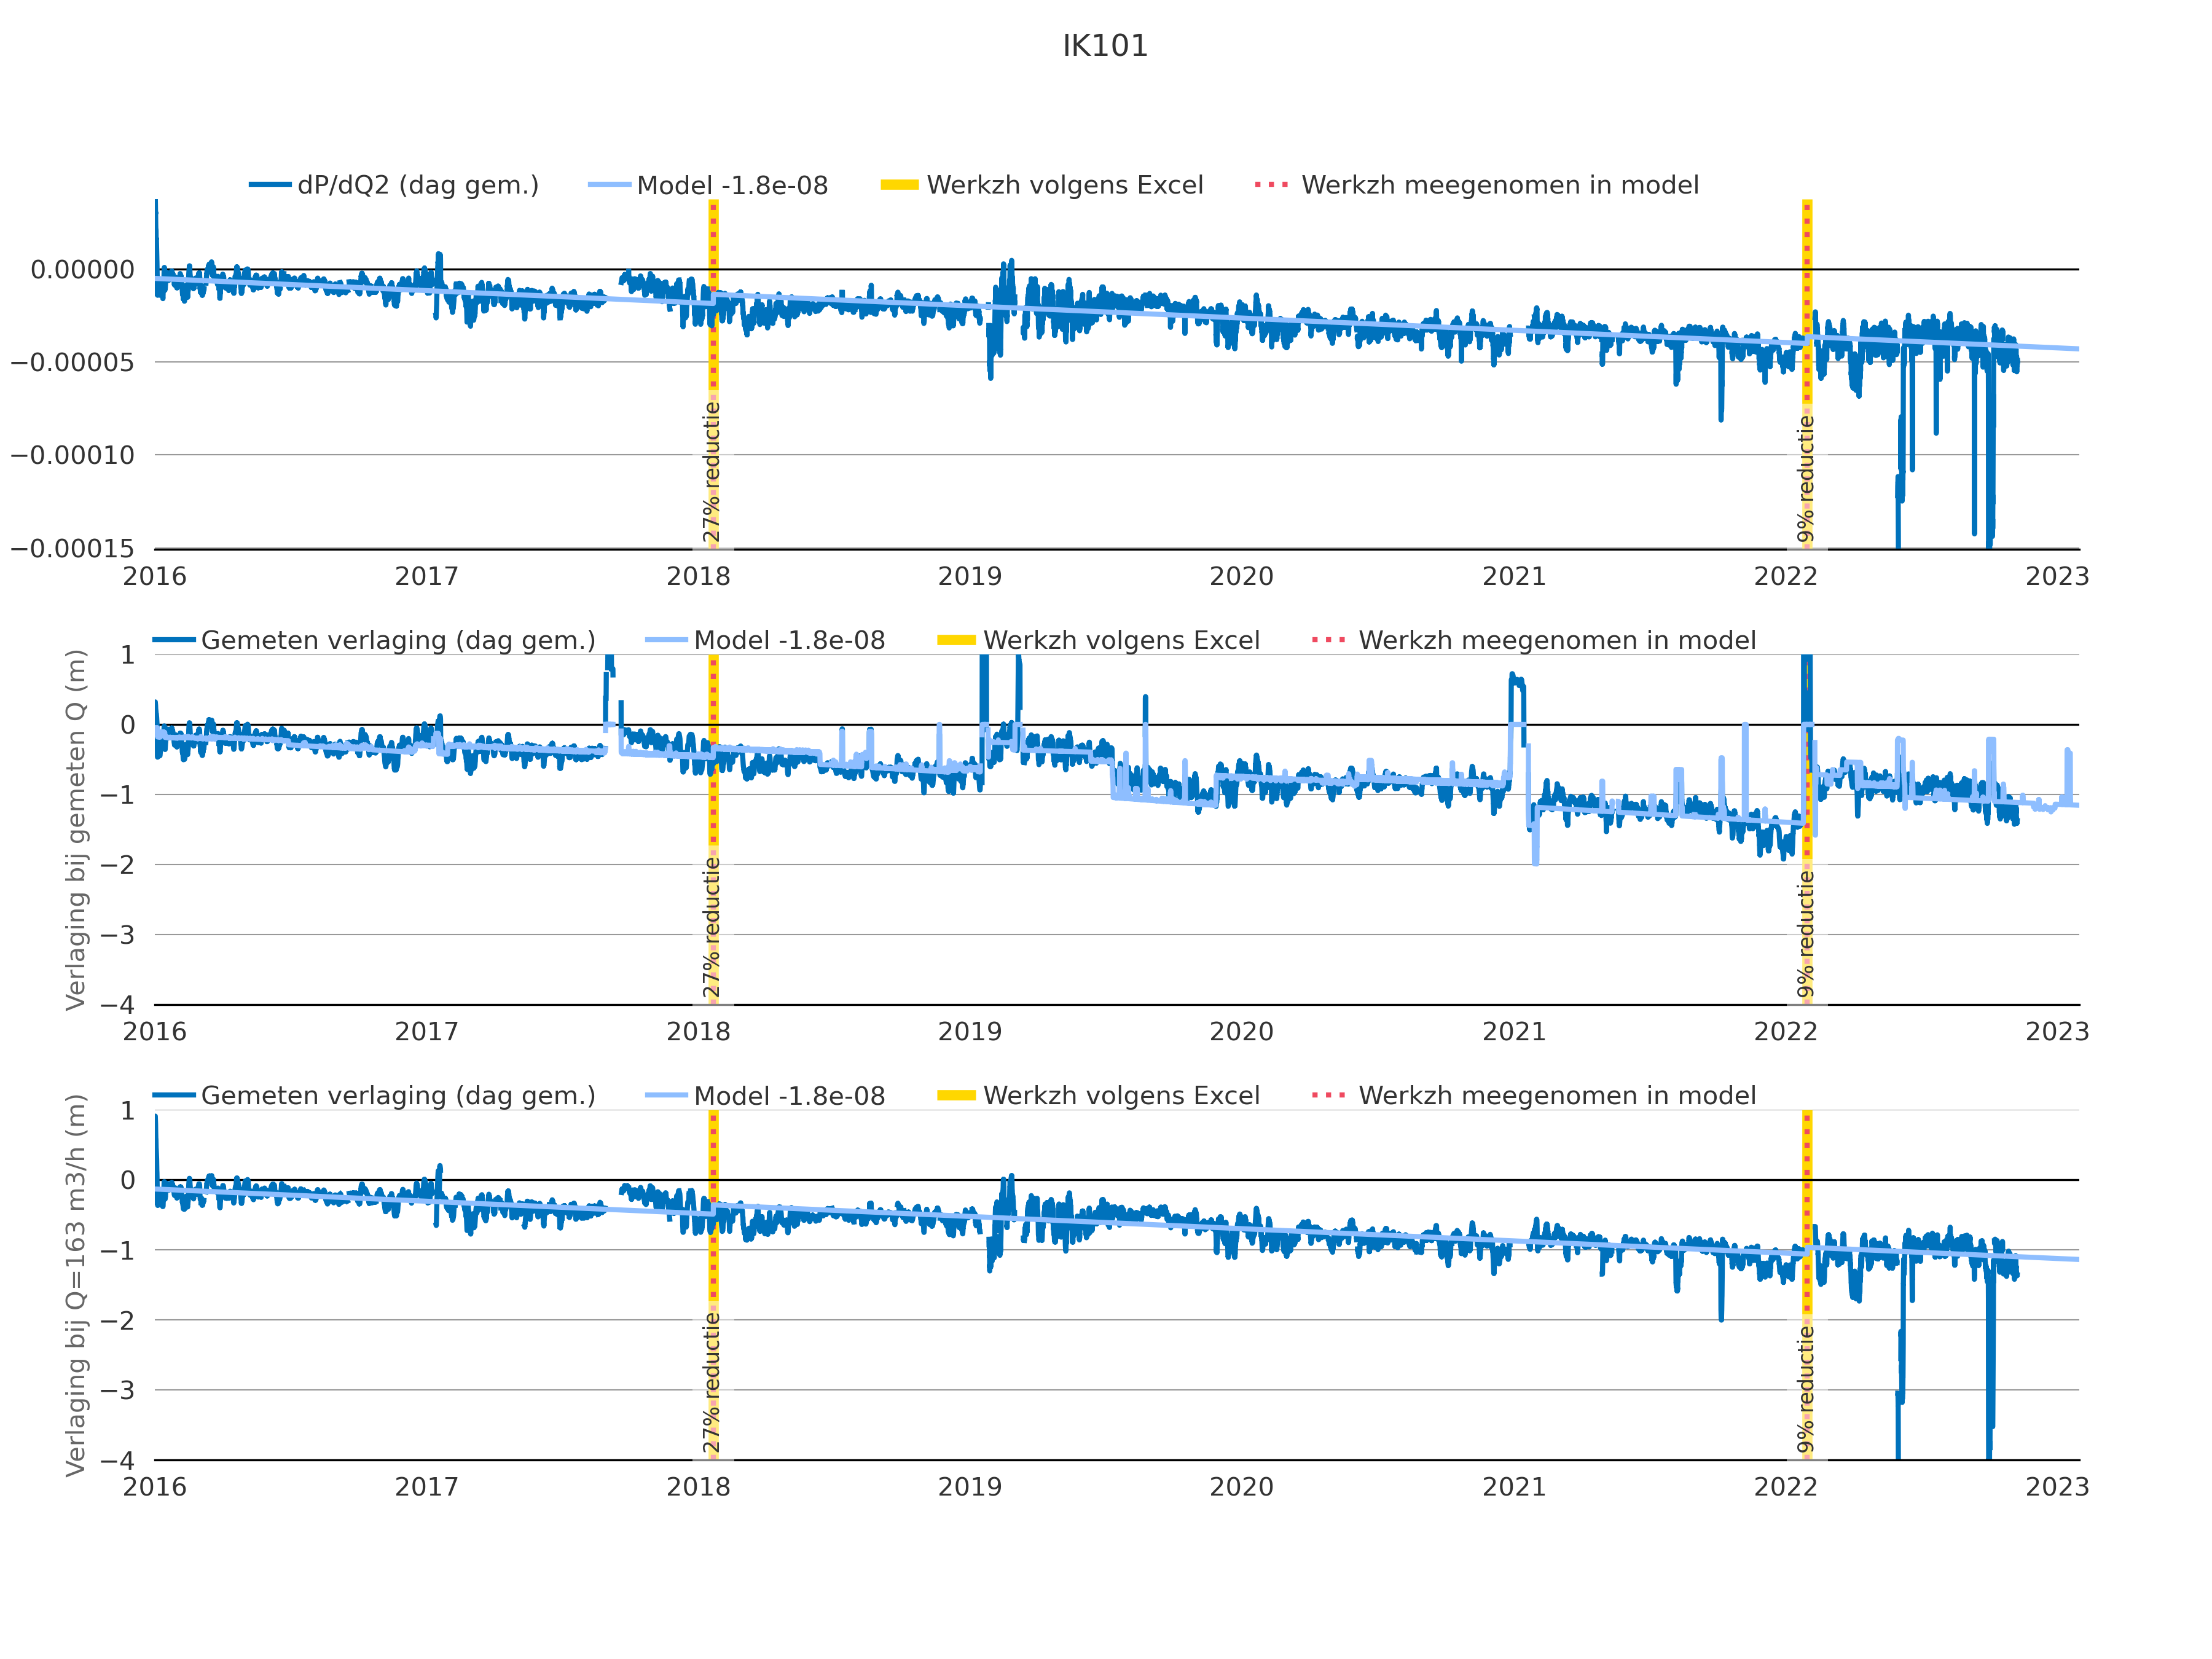 IK101
dP/dQ2 (dag gem.) Model -1.8e-08 Werkzh volgens Excel Werkzh meegenomen in model
0.00000
−0.00005
−0.00010
−0.00015
27% reductie
9% reductie
2016 2017 2018 2019 2020 2021 2022 2023
Gemeten verlaging (dag gem.) Model -1.8e-08 Werkzh volgens Excel Werkzh meegenomen in model
Verlaging bij gemeten Q (m)
1
0
−1
−2
−3
−4
27% reductie
9% reductie
2016 2017 2018 2019 2020 2021 2022 2023
Gemeten verlaging (dag gem.) Model -1.8e-08 Werkzh volgens Excel Werkzh meegenomen in model
Verlaging bij Q=163 m3/h (m)
1
0
−1
−2
−3
−4
27% reductie
9% reductie
2016 2017 2018 2019 2020 2021 2022 2023